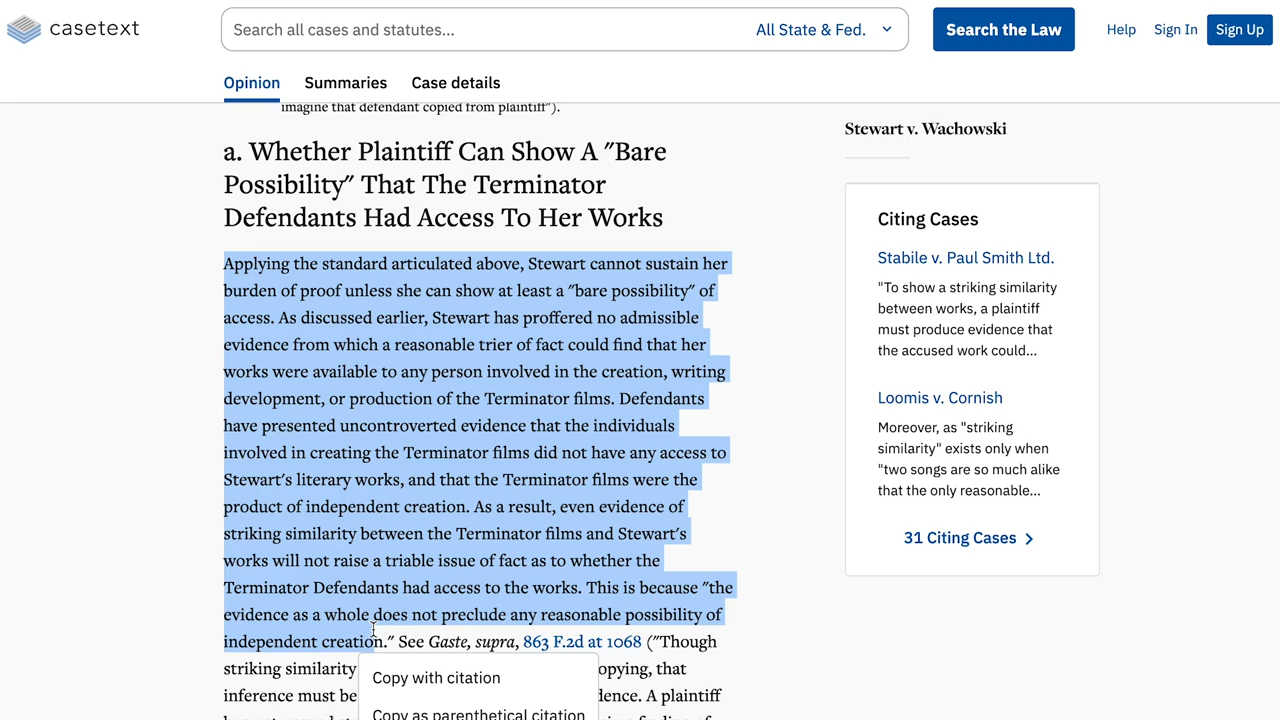 casetext
Search all cases and statutes...
All State & Fed.
Search the Law
Help
Sign In
Sign Up
Opinion
Summaries
Case details
imagine that defendant copied from plaintiff").
a. Whether Plaintiff Can Show A "Bare
Possibility" That The Terminator
Defendants Had Access To Her Works
Applying the standard articulated above, Stewart cannot sustain her
burden of proof unless she can show at least a "bare possibility" of
access. As discussed earlier, Stewart has proffered no admissible
evidence from which a reasonable trier of fact could find that her
works were available to any person involved in the creation, writing
development, or production of the Terminator films. Defendants
have presented uncontroverted evidence that the individuals
involved in creating the Terminator films did not have any access to
Stewart's literary works, and that the Terminator films were the
product of independent creation. As a result, even evidence of
striking similarity between the Terminator films and Stewart's
works will not raise a triable issue of fact as to whether the
Terminator Defendants had access to the works. This is because "the
evidence as a whole does not preclude any reasonable possibility of
independent creation." See Gaste, supra, 863 F.2d at 1068 ("Though
striking similarity opying, that
inference must be lence. A plaintiff
Copy with citation
Copy as parenthetical citation
Stewart v. Wachowski
Citing Cases
Stabile v. Paul Smith Ltd.
"To show a striking similarity
between works, a plaintiff
must produce evidence that
the accused work could...
Loomis v. Cornish
Moreover, as "striking
similarity" exists only when
"two songs are so much alike
that the only reasonable...
31 Citing Cases